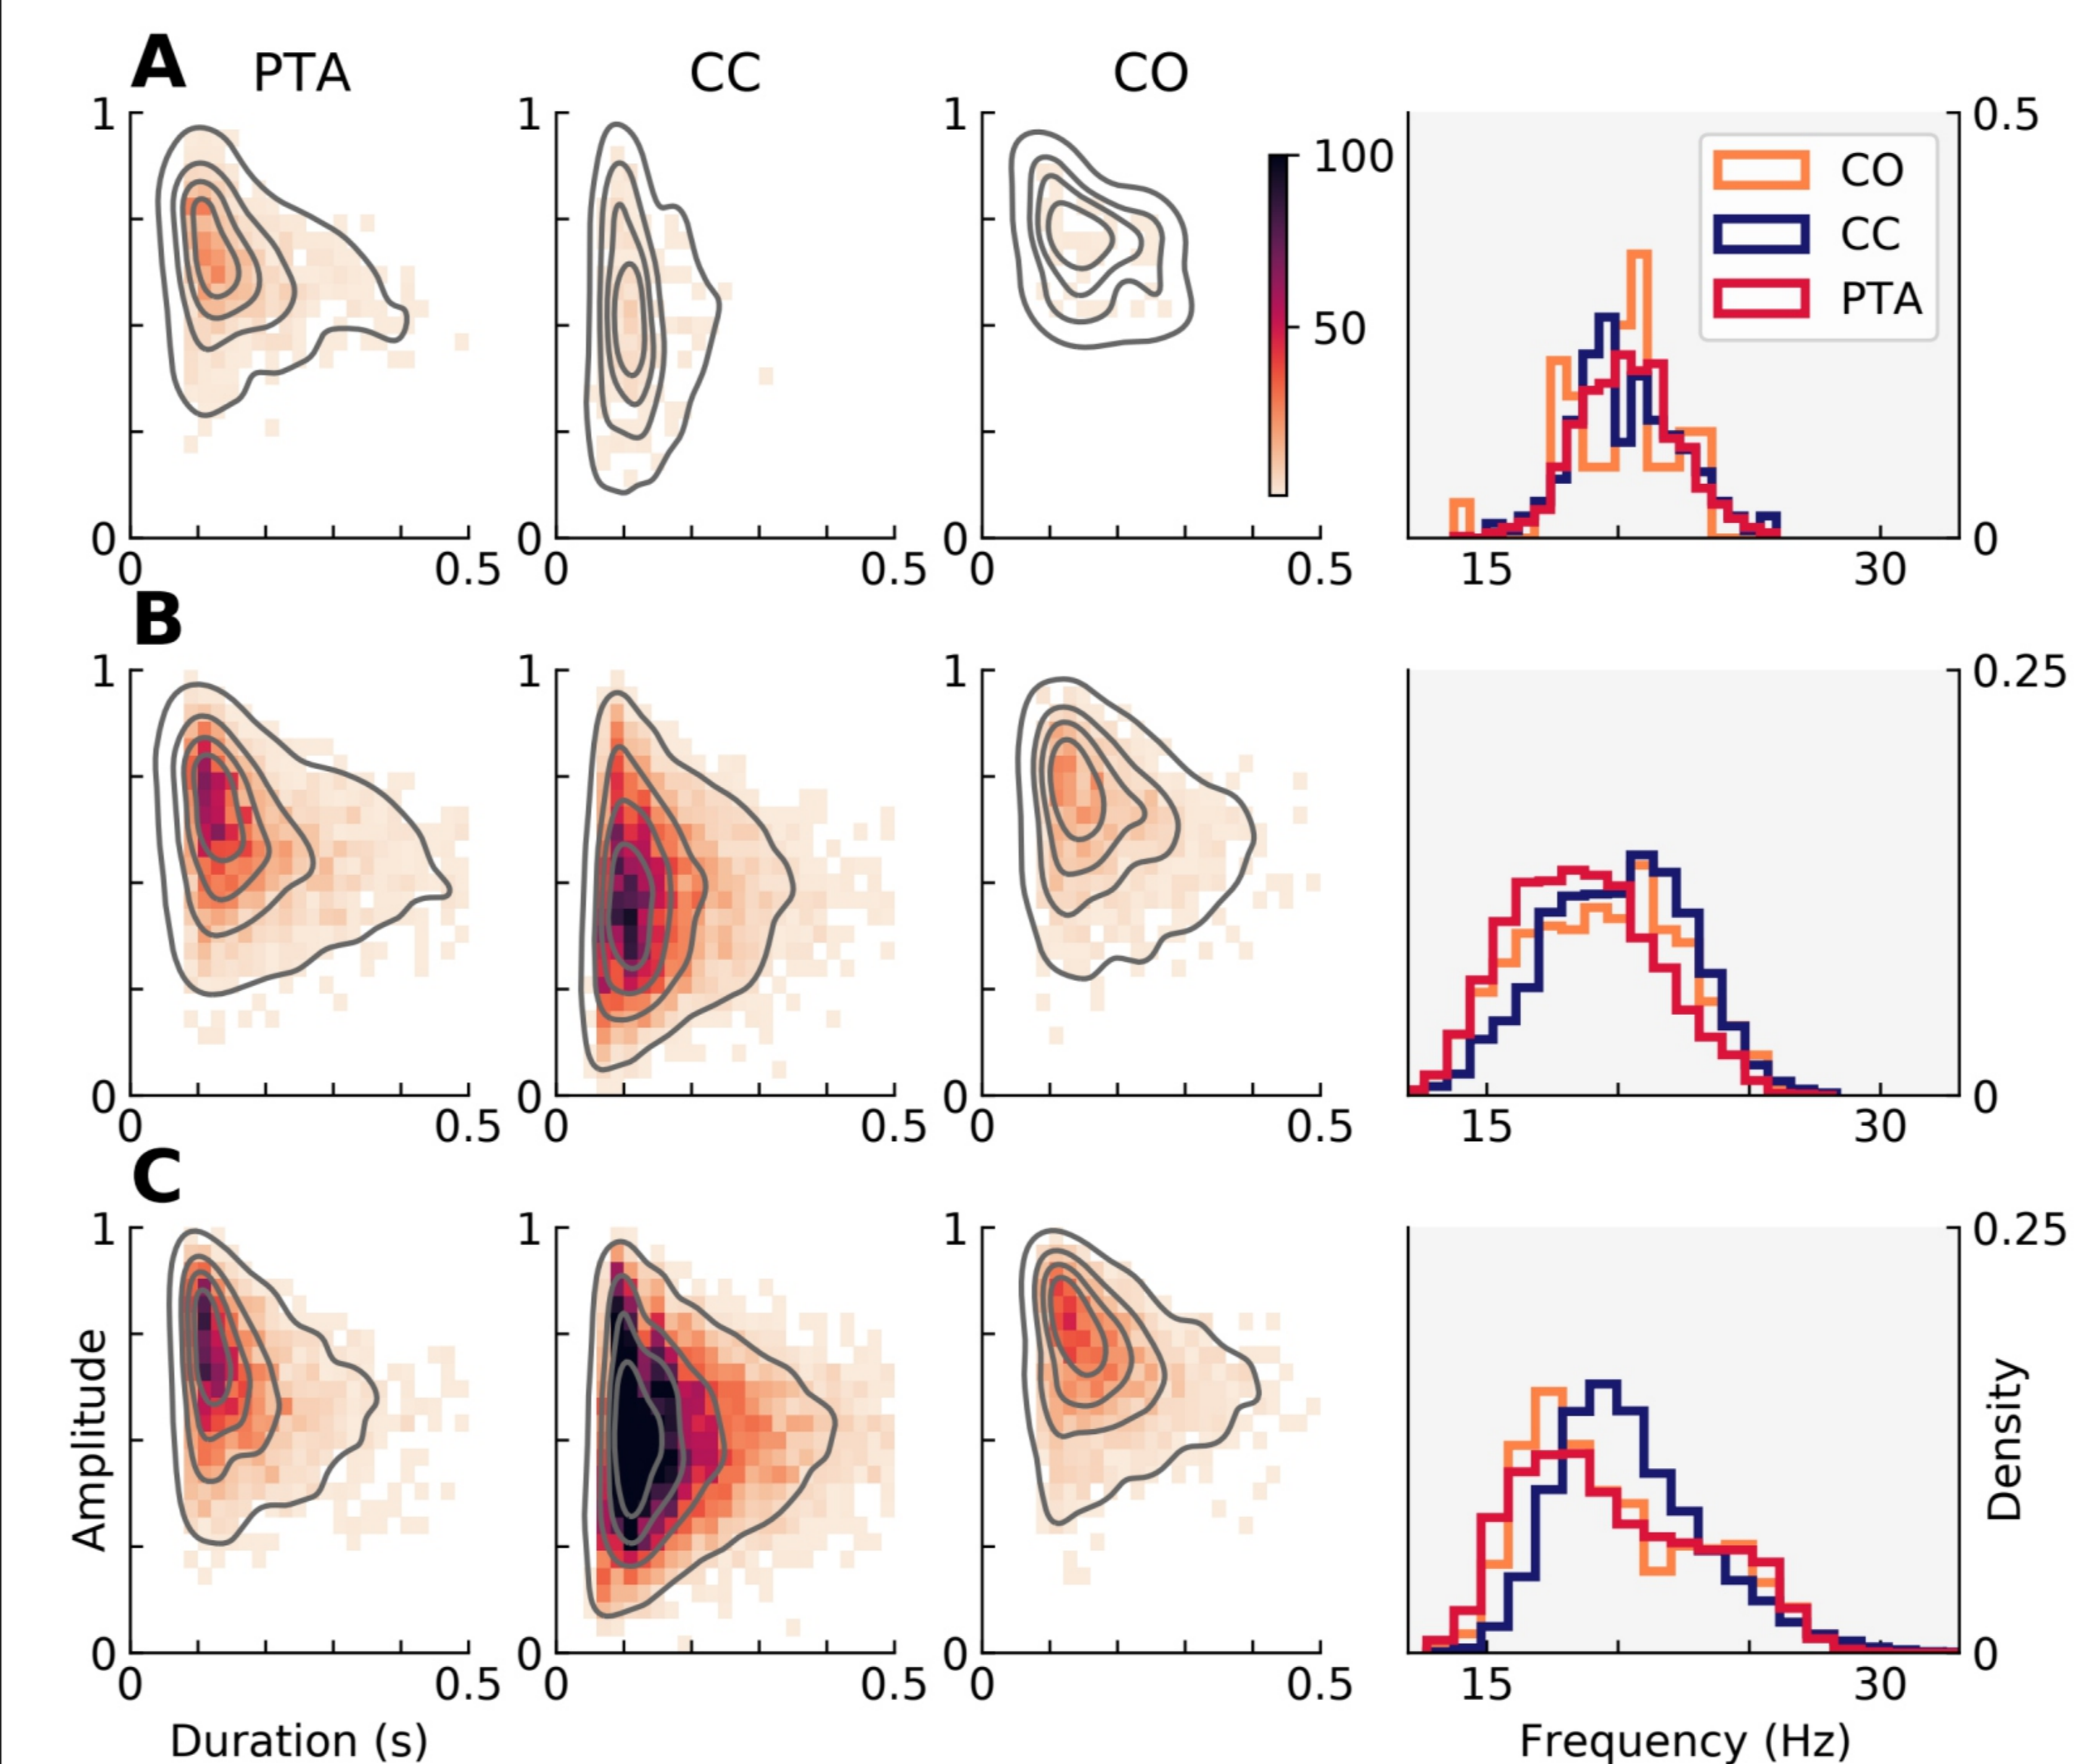 A
PTA CC CO
1 1 1 100 0.5
CO
CC
PTA
50
0 0 0 0
0 0.5 0 0.5 0 0.5 15 30
B
1 1 1 0.25
0 0 0 0
0 0.5 0 0.5 0 0.5 15 30
C
1 1 1 0.25
Amplitude
Density
0 0 0 0
0 0.5 0 0.5 0 0.5 15 30
Duration (s) Frequency (Hz)